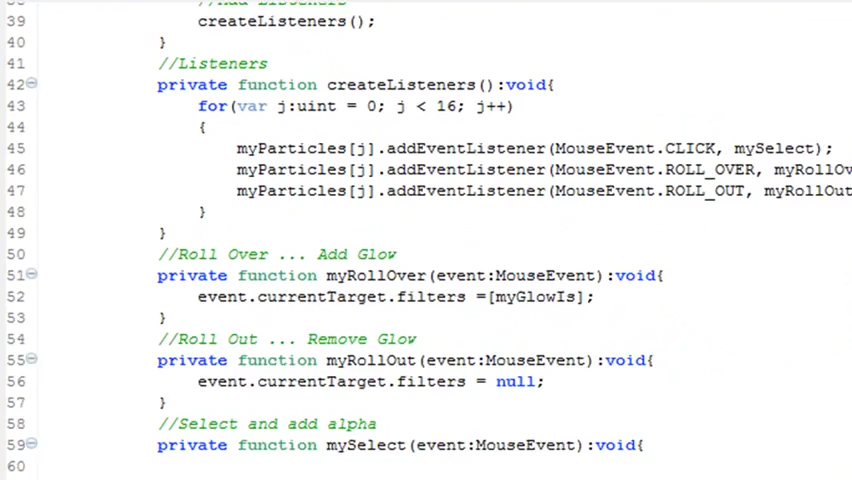 //Add Listeners
39 createListeners();
40 }
41 //Listeners
42 private function createListeners():void{
43 for(var j:uint = 0; j < 16; j++)
44 {
45 myParticles[j].addEventListener(MouseEvent.CLICK, mySelect);
46 myParticles[j].addEventListener(MouseEvent.ROLL_OVER, myRollOv
47 myParticles[j].addEventListener(MouseEvent.ROLL_OUT, myRollOut
48 }
49 }
50 //Roll Over ... Add Glow
51 private function myRollOver(event:MouseEvent):void{
52 event.currentTarget.filters =[myGlowIs];
53 }
54 //Roll Out ... Remove Glow
55 private function myRollOut(event:MouseEvent):void{
56 event.currentTarget.filters = null;
57 }
58 //Select and add alpha
59 private function mySelect(event:MouseEvent):void{
60